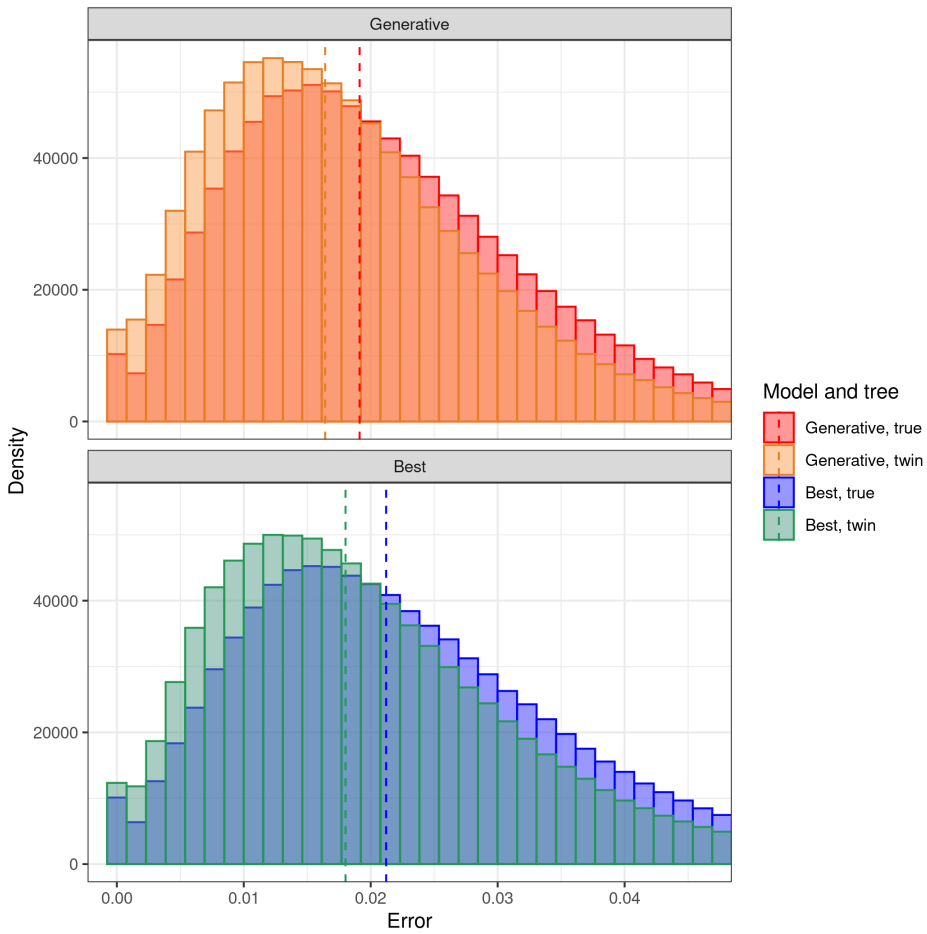 Generative
40000
20000
0
Density
Best
40000
20000
0
0.00 0.01 0.02 0.03 0.04
Error
Model and tree
Generative, true
Generative, twin
Best, true
Best, twin